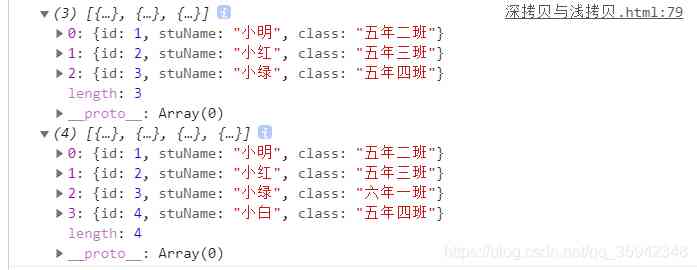 ▼(3) [{…}, {…}, {…}] i 深拷贝与浅拷贝.html:79
▶0: {id: 1, stuName: "小明", class: "五年二班"}
▶1: {id: 2, stuName: "小红", class: "五年三班"}
▶2: {id: 3, stuName: "小绿", class: "五年四班"}
length: 3
▶__proto__: Array(0)
▼(4) [{…}, {…}, {…}, {…}] i
▶0: {id: 1, stuName: "小明", class: "五年二班"}
▶1: {id: 2, stuName: "小红", class: "五年三班"}
▶2: {id: 3, stuName: "小绿", class: "六年一班"}
▶3: {id: 4, stuName: "小白", class: "五年四班"}
length: 4
▶__proto__: Array(0)
https://blog.csdn.net/qq_35942348